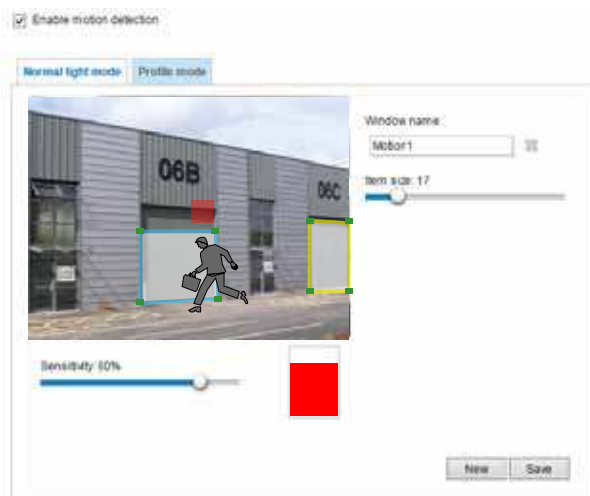 Enable motion detection
Normal light mode
Profile mode
Window name
Motion1
Item size: 17
06B
06C
Sensitivity: 80%
New
Save